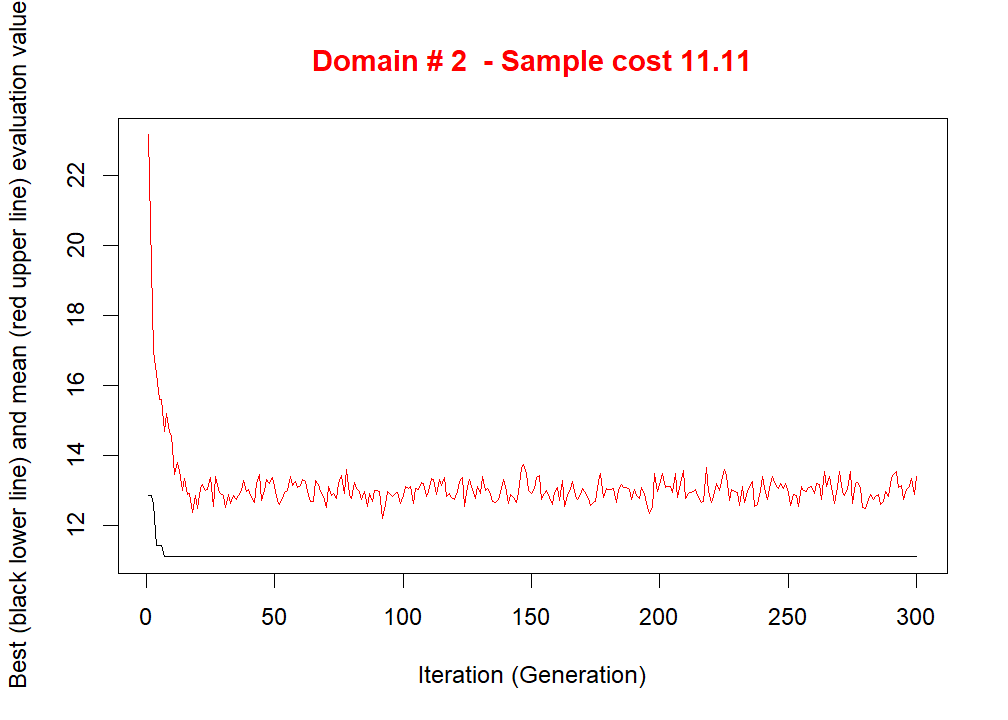 Domain # 2  - Sample cost 11.11
Best (black lower line) and mean (red upper line) evaluation value
22
20
18
16
14
12
0 50 100 150 200 250 300
Iteration (Generation)